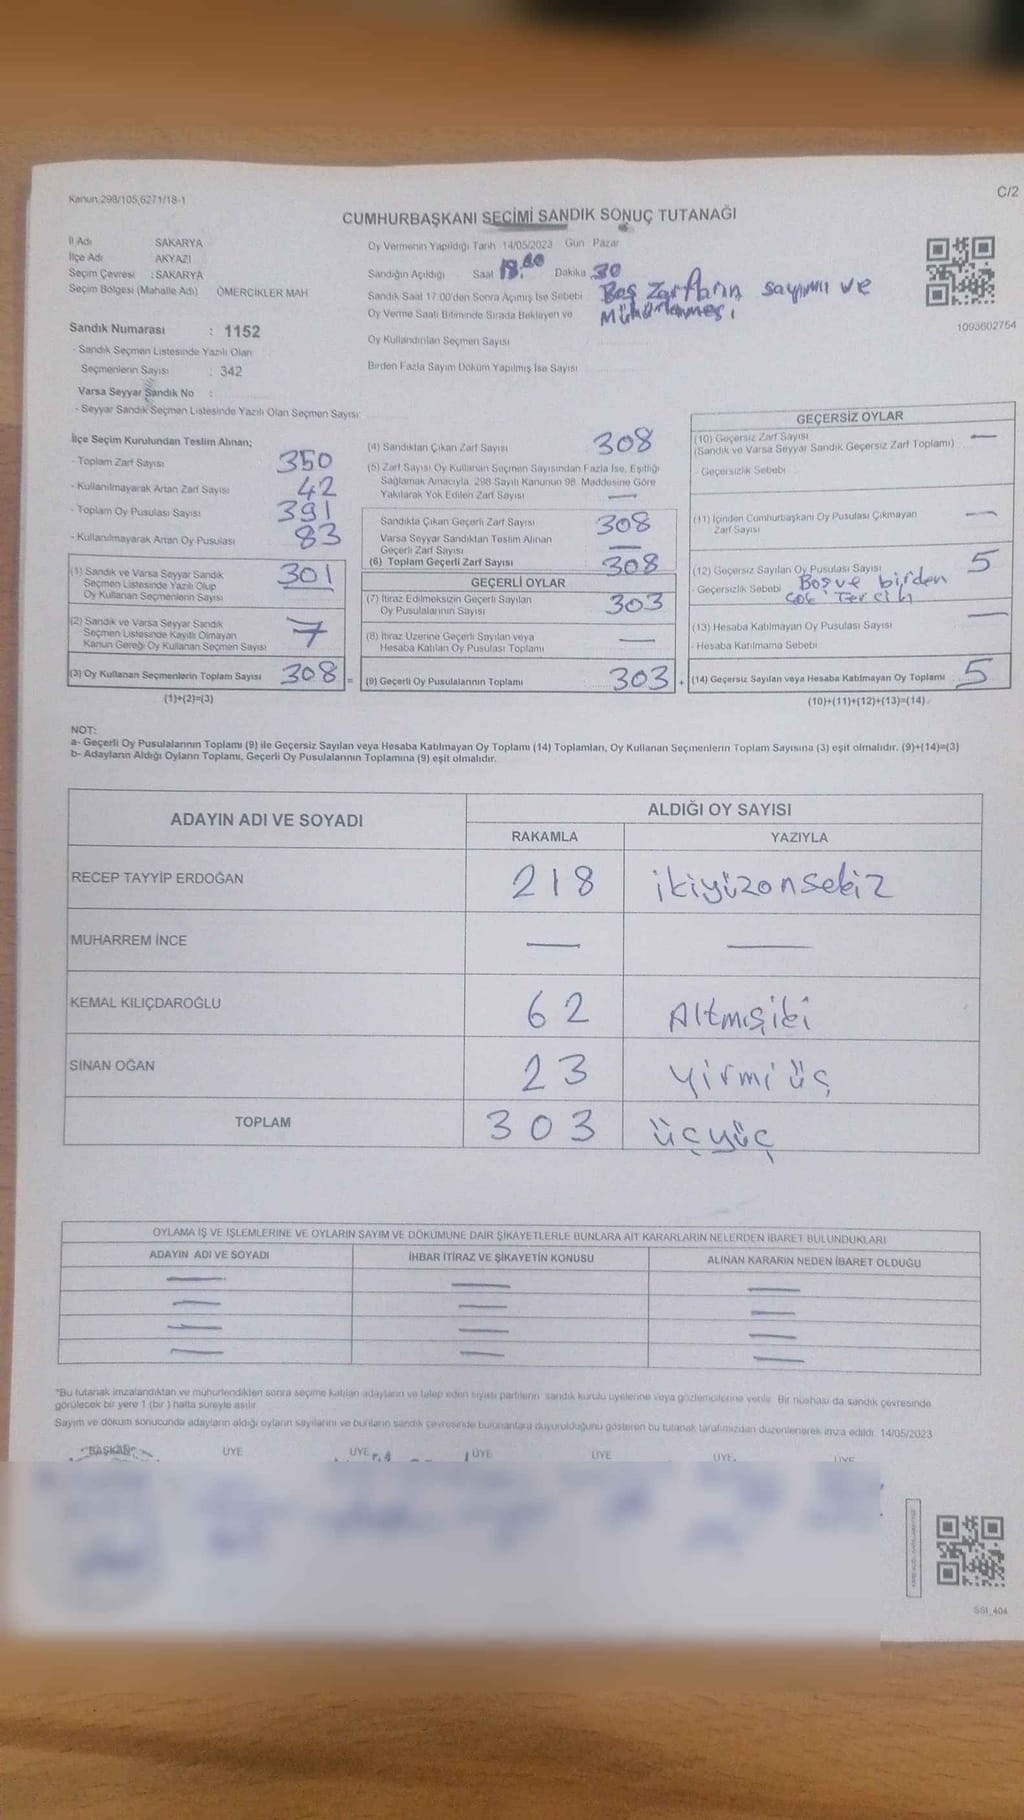 Kanun:298/105,6271/18-1
C/2
CUMHURBAŞKANI SEÇİMİ SANDIK SONUÇ TUTANAĞI
İl Adı SAKARYA
İlçe Adı AKYAZI
Seçim Çevresi : SAKARYA
Seçim Bölgesi (Mahalle Adı) ÖMERCİKLER MAH
Sandık Numarası : 1152
- Sandık Seçmen Listesinde Yazılı Olan
Seçmenlerin Sayısı : 342
Varsa Seyyar Sandık No :
- Seyyar Sandık Seçmen Listesinde Yazılı Olan Seçmen Sayısı:
Oy Vermenin Yapıldığı Tarih 14/05/2023 Gün Pazar
Sandığın Açıldığı Saat Dakika 30
Sandık Saat 17:00'den Sonra Açımış İse Sebebi Boş Zarfların sayımı ve
Mühürlenmesi
Oy Verme Saati Bitiminde Sırada Bekleyen ve
Oy Kullandırılan Seçmen Sayısı
Birden Fazla Sayım Döküm Yapılmış İse Sayısı
1093602754
İlçe Seçim Kurulundan Teslim Alınan;
- Toplam Zarf Sayısı 350
- Kullanılmayarak Artan Zarf Sayısı 42
- Toplam Oy Pusulası Sayısı 391
- Kullanılmayarak Artan Oy Pusulası 83
(1) Sandık ve Varsa Seyyar Sandık
Seçmen Listesinde Yazılı Olup
Oy Kullanan Seçmenlerin Sayısı 301
(2) Sandık ve Varsa Seyyar Sandık
Seçmen Listesinde Kayıtlı Olmayan
Kanun Gereği Oy Kullanan Seçmen Sayısı 7
(3) Oy Kullanan Seçmenlerin Toplam Sayısı 308 =
(1)+(2)=(3)
(4) Sandıktan Çıkan Zarf Sayısı 308
(5) Zarf Sayısı Oy Kullanan Seçmen Sayısından Fazla İse, Eşitliği
Sağlamak Amacıyla, 298 Sayılı Kanunun 98. Maddesine Göre
Yakılarak Yok Edilen Zarf Sayısı —
Sandıkta Çıkan Geçerli Zarf Sayısı 308
Varsa Seyyar Sandıktan Teslim Alınan
Geçerli Zarf Sayısı —
(6) Toplam Geçerli Zarf Sayısı 308
GEÇERLİ OYLAR
(7) İtiraz Edilmeksizin Geçerli Sayılan
Oy Pusulalarının Sayısı 303
(8) İtiraz Üzerine Geçerli Sayılan veya
Hesaba Katılan Oy Pusulası Toplamı —
(9) Geçerli Oy Pusulalarının Toplamı 303 +
GEÇERSİZ OYLAR
(10) Geçersiz Zarf Sayısı —
(Sandık ve Varsa Seyyar Sandık Geçersiz Zarf Toplamı)
- Geçersizlik Sebebi
(11) İçinden Cumhurbaşkanı Oy Pusulası Çıkmayan
Zarf Sayısı —
(12) Geçersiz Sayılan Oy Pusulası Sayısı 5
- Geçersizlik Sebebi Boş ve birden
çok Tercih
(13) Hesaba Katılmayan Oy Pusulası Sayısı —
- Hesaba Katılmama Sebebi
(14) Geçersiz Sayılan veya Hesaba Katılmayan Oy Toplamı 5
(10)+(11)+(12)+(13)=(14)
NOT:
a- Geçerli Oy Pusulalarının Toplamı (9) ile Geçersiz Sayılan veya Hesaba Katılmayan Oy Toplamı (14) Toplamları, Oy Kullanan Seçmenlerin Toplam Sayısına (3) eşit olmalıdır. (9)+(14)=(3)
b- Adayların Aldığı Oyların Toplamı, Geçerli Oy Pusulalarının Toplamına (9) eşit olmalıdır.
ADAYIN ADI VE SOYADI ALDIĞI OY SAYISI
RAKAMLA YAZIYLA
RECEP TAYYİP ERDOĞAN 218 ikiyüzonsekiz
MUHARREM İNCE — —
KEMAL KILIÇDAROĞLU 62 Altmışiki
SİNAN OĞAN 23 yirmi üç
TOPLAM 303 üçyüç
OYLAMA İŞ VE İŞLEMLERİNE VE OYLARIN SAYIM VE DÖKÜMÜNE DAİR ŞİKAYETLERLE BUNLARA AİT KARARLARIN NELERDEN İBARET BULUNDUKLARI
ADAYIN ADI VE SOYADI İHBAR İTİRAZ VE ŞİKAYETİN KONUSU ALINAN KARARIN NEDEN İBARET OLDUĞU
— — —
— — —
— — —
— — —
*Bu tutanak imzalandıktan ve mühürlendikten sonra seçime katılan adayların ve talep eden siyasi partilerin sandık kurulu üyelerine veya gözlemcilerine verilir. Bir nüshası da sandık çevresinde
görülecek bir yere 1 (bir) hafta süreyle asılır
Sayım ve döküm sonucunda adayların aldığı oyların sayılarını ve bunların sandık çevresinde bulunanlara duyurulduğunu gösteren bu tutanak tarafımızdan düzenlenerek imza edildi. 14/05/2023
BAŞKAN ÜYE ÜYE ÜYE ÜYE ÜYE ÜYE
SSI_404